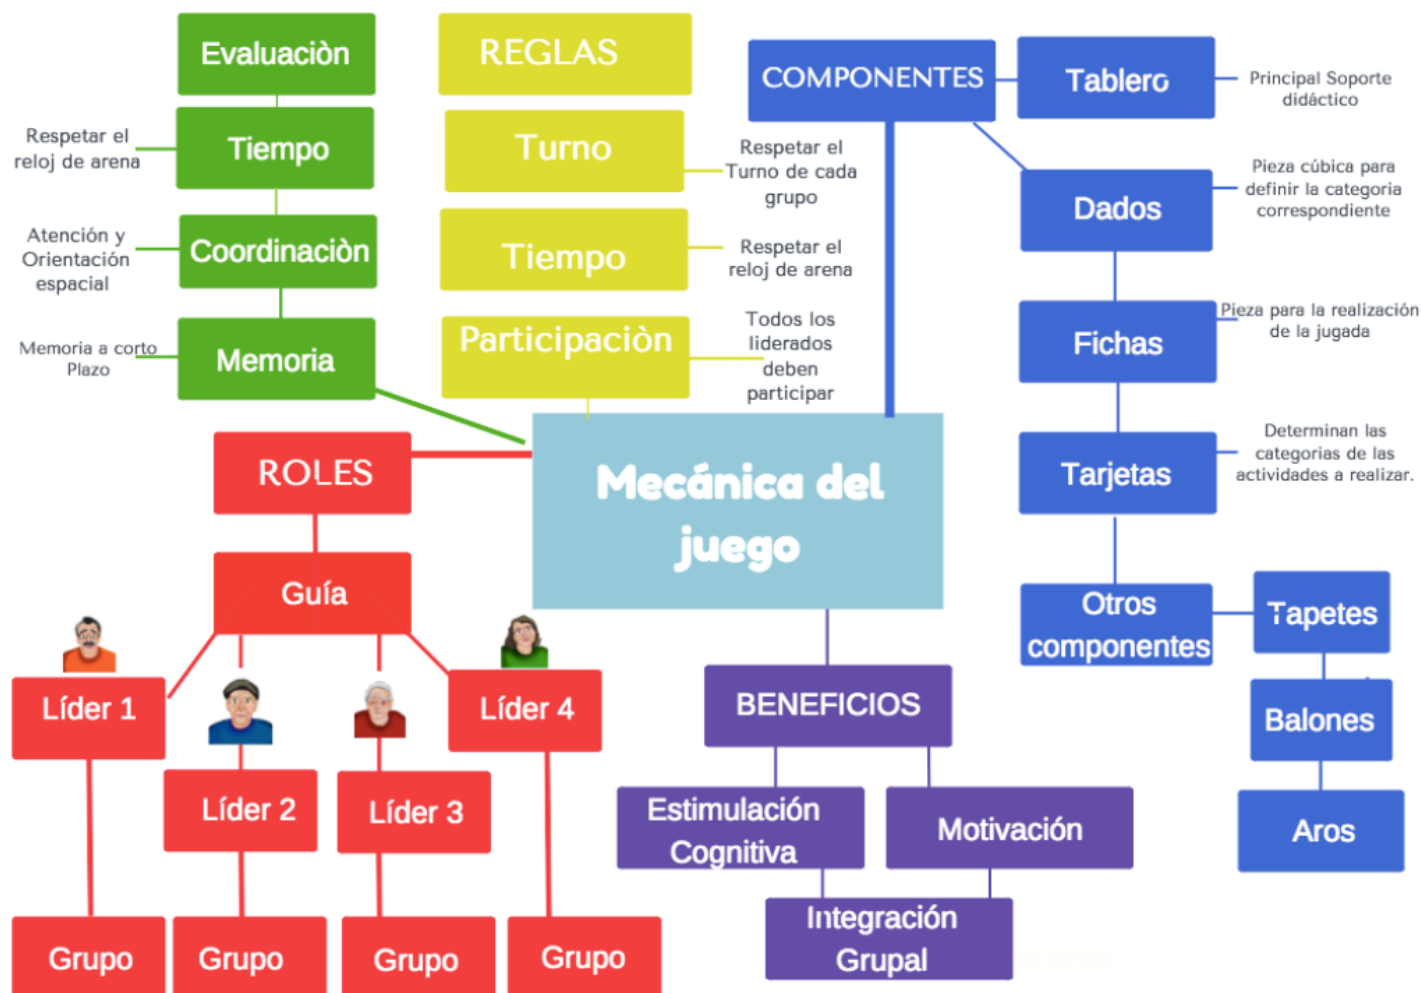 Evaluaciòn
Tiempo
Respetar el
reloj de arena
Coordinaciòn
Atención y
Orientación
espacial
Memoria
Memoria a corto
Plazo
REGLAS
Turno
Respetar el
Turno de cada
grupo
Tiempo
Respetar el
reloj de arena
Participaciòn
Todos los
liderados
deben
participar
COMPONENTES
Tablero
Principal Soporte
didáctico
Dados
Pieza cúbica para
definir la categoria
correspondiente
Fichas
Pieza para la realización
de la jugada
Tarjetas
Determinan las
categorias de las
actividades a realizar.
Otros
componentes
Tapetes
Balones
Aros
Mecánica del
juego
ROLES
Guía
Líder 1
Líder 2
Líder 3
Líder 4
Grupo
Grupo
Grupo
Grupo
BENEFICIOS
Estimulación
Cognitiva
Motivación
Integración
Grupal